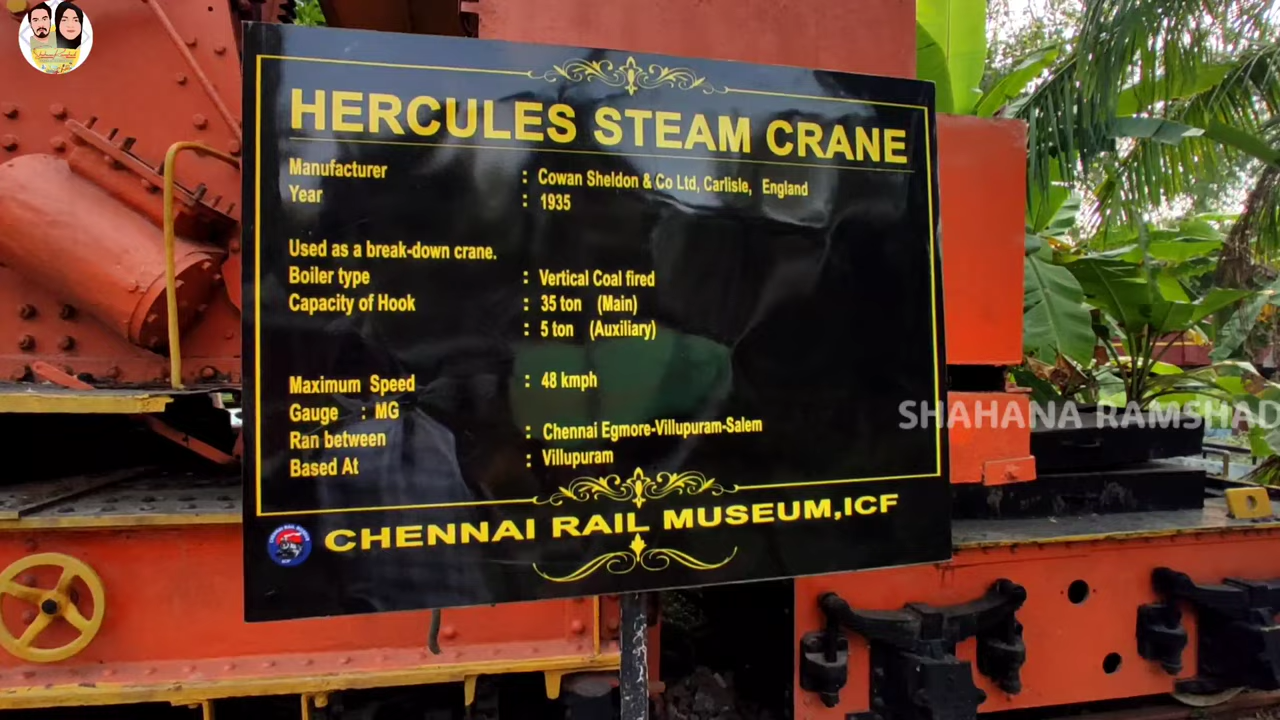 HERCULES STEAM CRANE
Manufacturer : Cowan Sheldon & Co Ltd, Carlisle, England
Year : 1935
Used as a break-down crane.
Boiler type : Vertical Coal fired
Capacity of Hook : 35 ton (Main)
: 5 ton (Auxiliary)
Maximum Speed : 48 kmph
Gauge : MG
Ran between : Chennai Egmore-Villupuram-Salem
Based At : Villupuram
CHENNAI RAIL MUSEUM,ICF
SHAHANA RAMSHAD